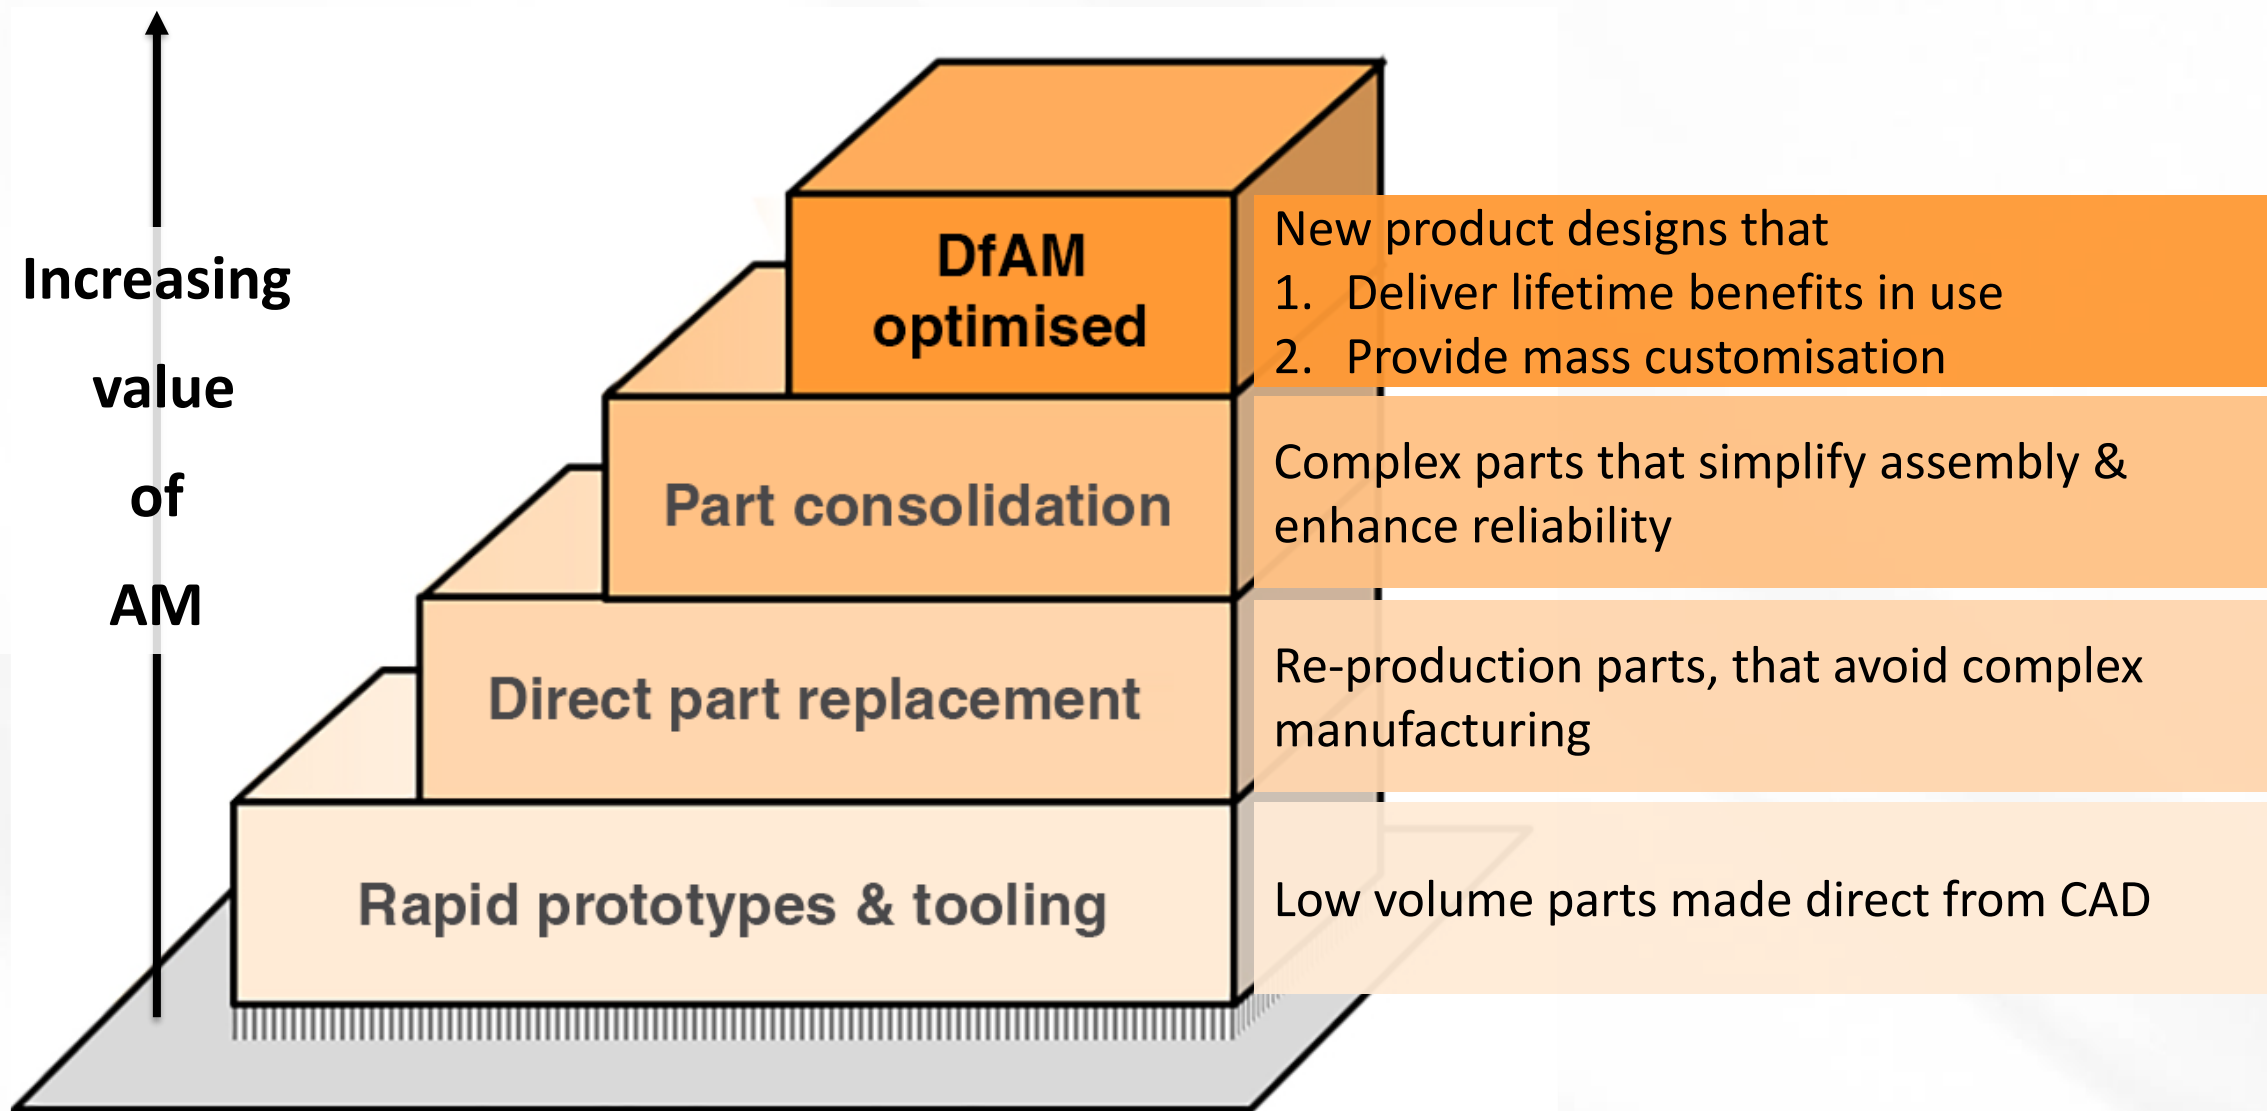 Increasing
value
of
AM
DfAM
optimised
New product designs that
1. Deliver lifetime benefits in use
2. Provide mass customisation
Part consolidation
Complex parts that simplify assembly &
enhance reliability
Direct part replacement
Re-production parts, that avoid complex
manufacturing
Rapid prototypes & tooling
Low volume parts made direct from CAD